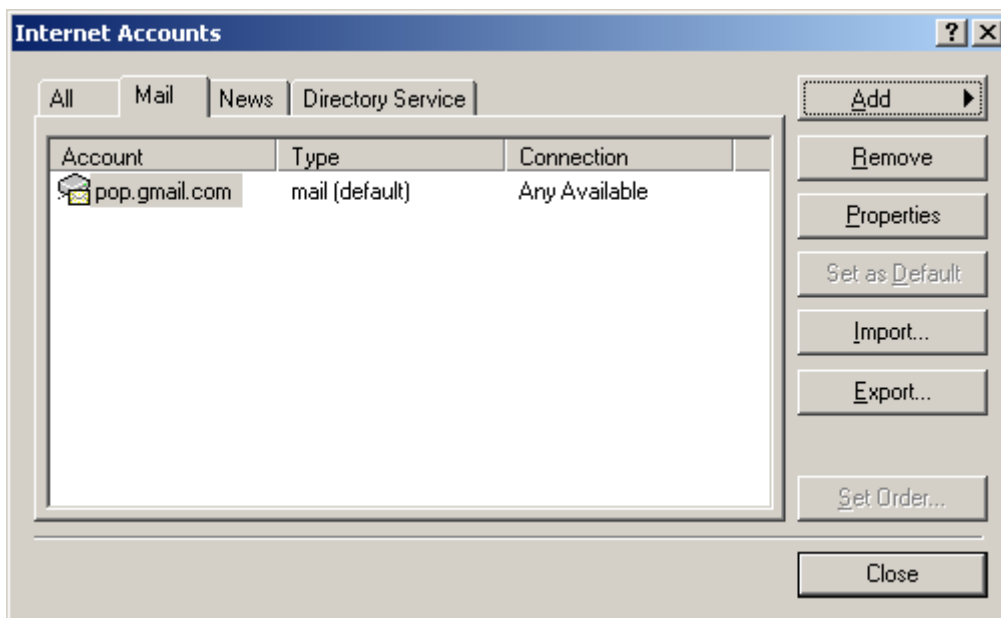 Internet Accounts
All Mail News Directory Service
Add
Account Type Connection
Remove
pop.gmail.com mail (default) Any Available
Properties
Set as Default
Import...
Export...
Set Order...
Close